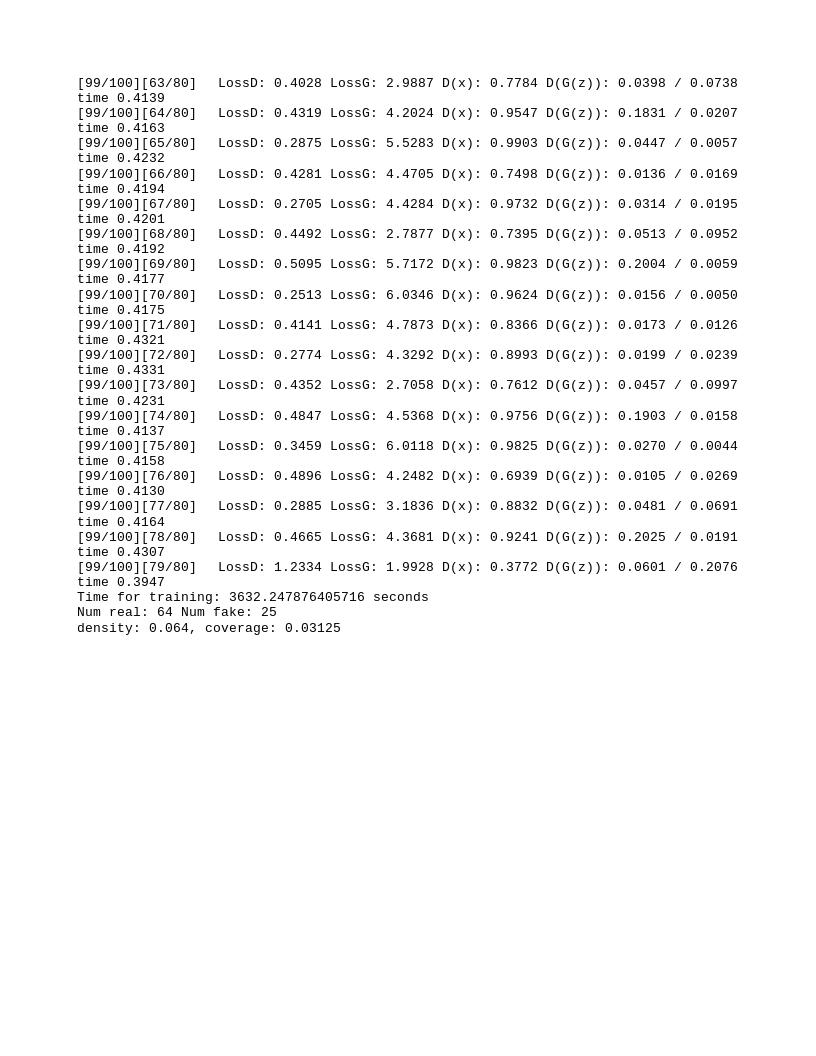 [99/100][63/80] LossD: 0.4028 LossG: 2.9887 D(x): 0.7784 D(G(z)): 0.0398 / 0.0738
time 0.4139
[99/100][64/80] LossD: 0.4319 LossG: 4.2024 D(x): 0.9547 D(G(z)): 0.1831 / 0.0207
time 0.4163
[99/100][65/80] LossD: 0.2875 LossG: 5.5283 D(x): 0.9903 D(G(z)): 0.0447 / 0.0057
time 0.4232
[99/100][66/80] LossD: 0.4281 LossG: 4.4705 D(x): 0.7498 D(G(z)): 0.0136 / 0.0169
time 0.4194
[99/100][67/80] LossD: 0.2705 LossG: 4.4284 D(x): 0.9732 D(G(z)): 0.0314 / 0.0195
time 0.4201
[99/100][68/80] LossD: 0.4492 LossG: 2.7877 D(x): 0.7395 D(G(z)): 0.0513 / 0.0952
time 0.4192
[99/100][69/80] LossD: 0.5095 LossG: 5.7172 D(x): 0.9823 D(G(z)): 0.2004 / 0.0059
time 0.4177
[99/100][70/80] LossD: 0.2513 LossG: 6.0346 D(x): 0.9624 D(G(z)): 0.0156 / 0.0050
time 0.4175
[99/100][71/80] LossD: 0.4141 LossG: 4.7873 D(x): 0.8366 D(G(z)): 0.0173 / 0.0126
time 0.4321
[99/100][72/80] LossD: 0.2774 LossG: 4.3292 D(x): 0.8993 D(G(z)): 0.0199 / 0.0239
time 0.4331
[99/100][73/80] LossD: 0.4352 LossG: 2.7058 D(x): 0.7612 D(G(z)): 0.0457 / 0.0997
time 0.4231
[99/100][74/80] LossD: 0.4847 LossG: 4.5368 D(x): 0.9756 D(G(z)): 0.1903 / 0.0158
time 0.4137
[99/100][75/80] LossD: 0.3459 LossG: 6.0118 D(x): 0.9825 D(G(z)): 0.0270 / 0.0044
time 0.4158
[99/100][76/80] LossD: 0.4896 LossG: 4.2482 D(x): 0.6939 D(G(z)): 0.0105 / 0.0269
time 0.4130
[99/100][77/80] LossD: 0.2885 LossG: 3.1836 D(x): 0.8832 D(G(z)): 0.0481 / 0.0691
time 0.4164
[99/100][78/80] LossD: 0.4665 LossG: 4.3681 D(x): 0.9241 D(G(z)): 0.2025 / 0.0191
time 0.4307
[99/100][79/80] LossD: 1.2334 LossG: 1.9928 D(x): 0.3772 D(G(z)): 0.0601 / 0.2076
time 0.3947
Time for training: 3632.247876405716 seconds
Num real: 64 Num fake: 25
density: 0.064, coverage: 0.03125